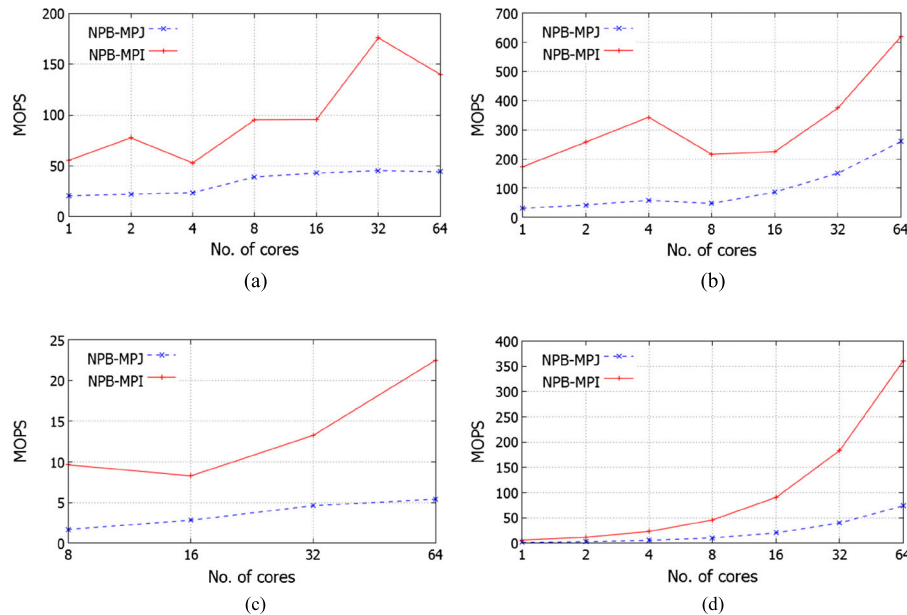 200
150
100
50
0
MOPS
NPB-MPJ
NPB-MPI
1 2 4 8 16 32 64
No. of cores
(a)
700
600
500
400
300
200
100
0
MOPS
NPB-MPJ
NPB-MPI
1 2 4 8 16 32 64
No. of cores
(b)
25
20
15
10
5
0
MOPS
NPB-MPJ
NPB-MPI
8 16 32 64
No. of cores
(c)
400
350
300
250
200
150
100
50
0
MOPS
NPB-MPJ
NPB-MPI
1 2 4 8 16 32 64
No. of cores
(d)